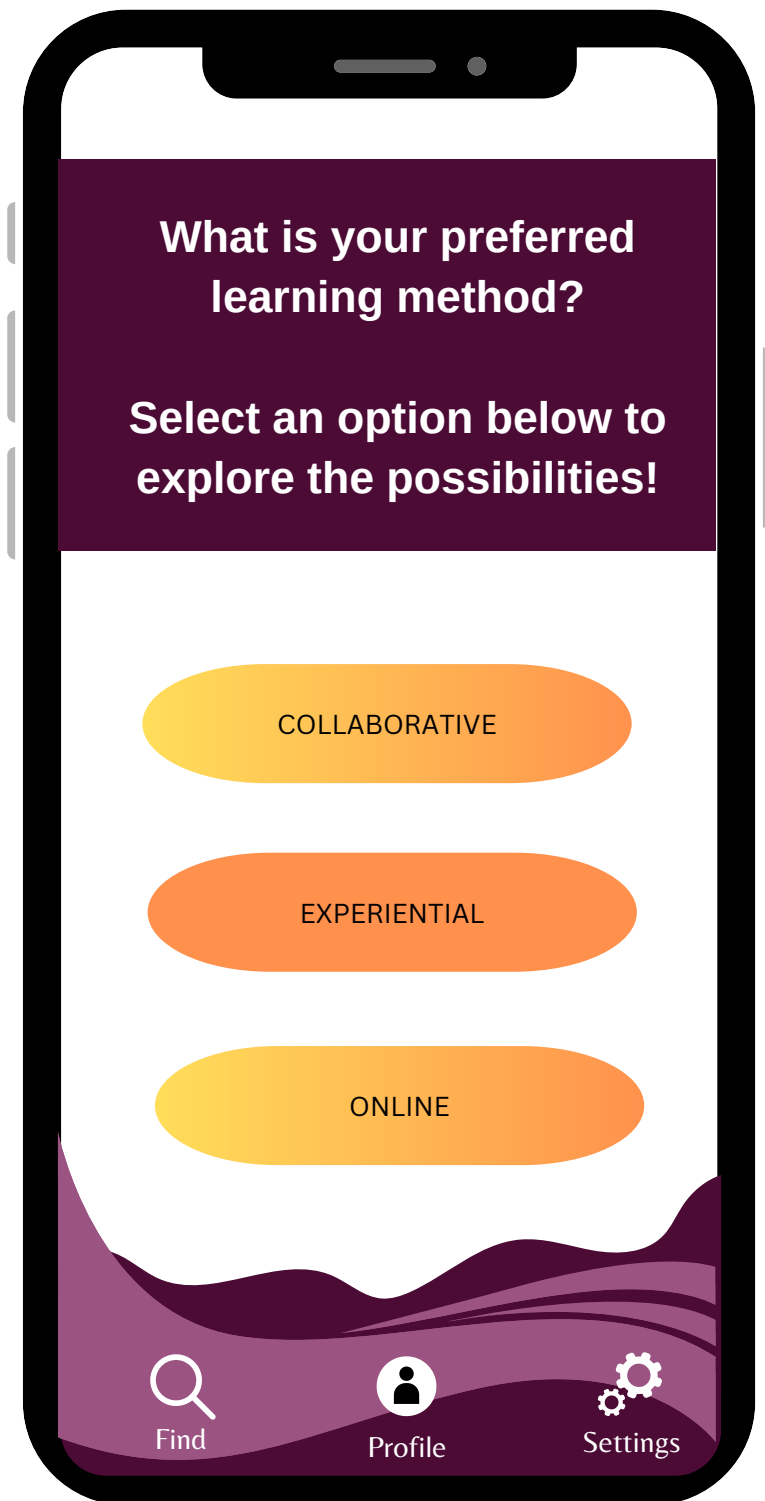 What is your preferred
learning method?
Select an option below to
explore the possibilities!
COLLABORATIVE
EXPERIENTIAL
ONLINE
Find
Profile
Settings